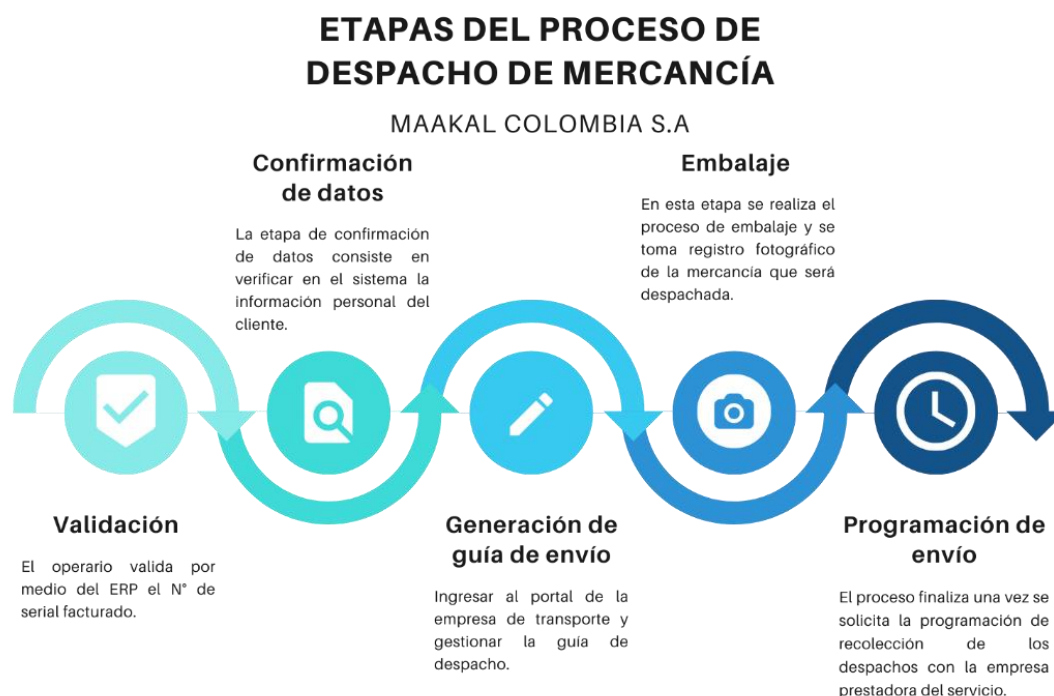 ETAPAS DEL PROCESO DE
DESPACHO DE MERCANCÍA
MAAKAL COLOMBIA S.A
Validación
El operario valida por
medio del ERP el N° de
serial facturado.
Confirmación
de datos
La etapa de confirmación
de datos consiste en
verificar en el sistema la
información personal del
cliente.
Generación de
guía de envío
Ingresar al portal de la
empresa de transporte y
gestionar la guía de
despacho.
Embalaje
En esta etapa se realiza el
proceso de embalaje y se
toma registro fotográfico
de la mercancía que será
despachada.
Programación de
envío
El proceso finaliza una vez se
solicita la programación de
recolección de los
despachos con la empresa
prestadora del servicio.